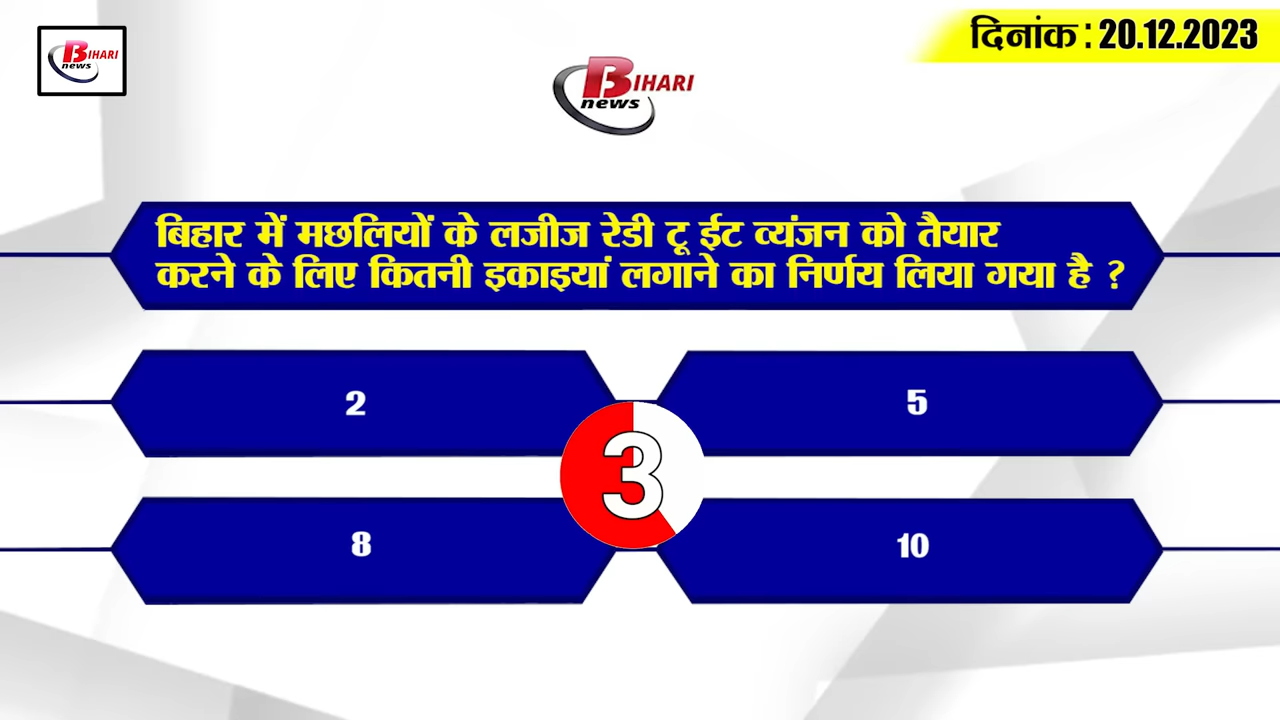 BIHARI
news
दिनांक : 20.12.2023
BIHARI
news
बिहार में मछलियों के लजीज रेडी टू ईट व्यंजन को तैयार
करने के लिए कितनी इकाइयां लगाने का निर्णय लिया गया है ?
2
5
3
8
10